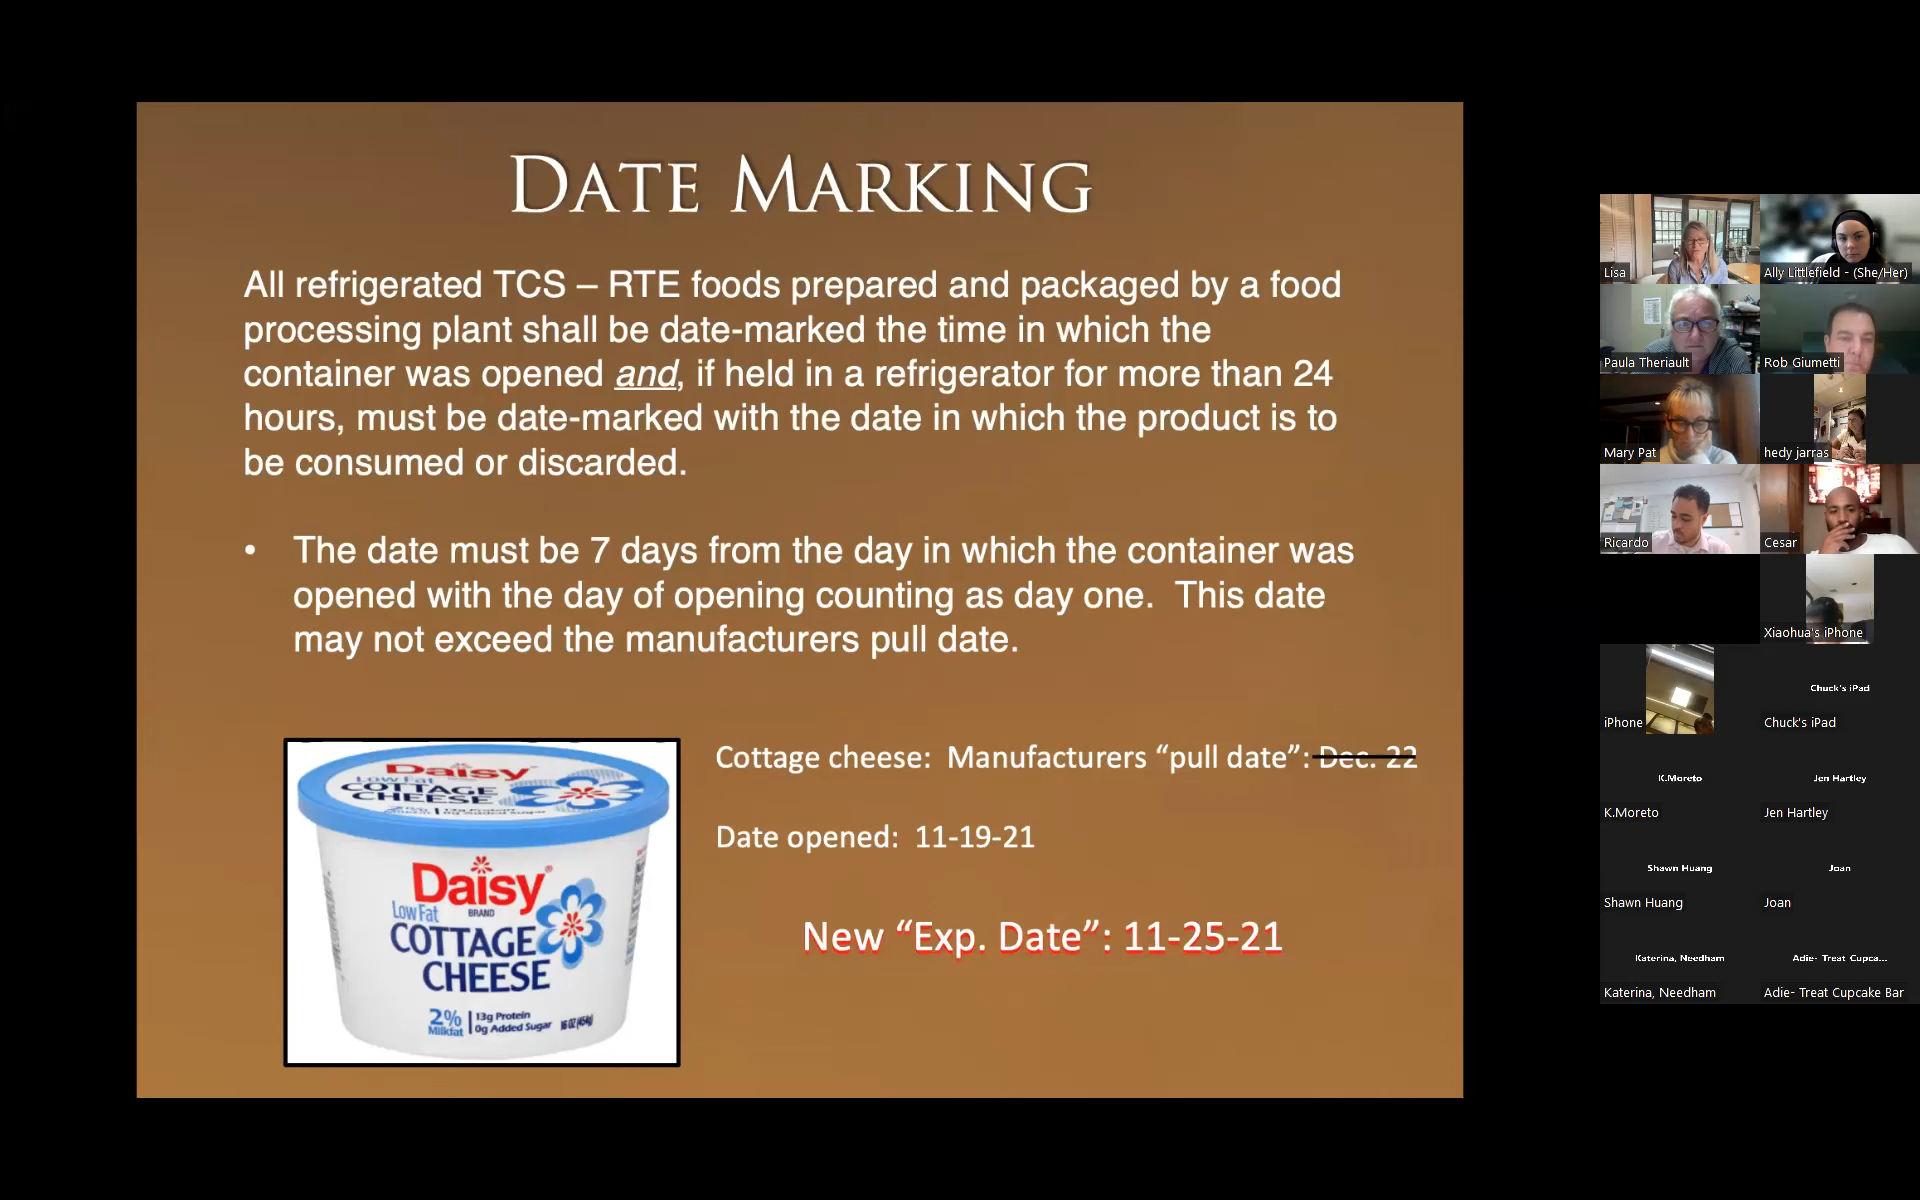 DATE MARKING
All refrigerated TCS – RTE foods prepared and packaged by a food
processing plant shall be date-marked the time in which the
container was opened and, if held in a refrigerator for more than 24
hours, must be date-marked with the date in which the product is to
be consumed or discarded.
• The date must be 7 days from the day in which the container was
opened with the day of opening counting as day one. This date
may not exceed the manufacturers pull date.
Daisy
Low Fat
COTTAGE
CHEESE
Daisy
BRAND
Low Fat
COTTAGE
CHEESE
2% Milkfat
13g Protein
0g Added Sugar
16 OZ (454g)
Cottage cheese: Manufacturers “pull date”: Dec. 22
Date opened: 11-19-21
New “Exp. Date”: 11-25-21
Lisa
Ally Littlefield - (She/Her)
Paula Theriault
Rob Giumetti
Mary Pat
hedy jarras
Ricardo
Cesar
Xiaohua's iPhone
iPhone
Chuck's iPad
Chuck's iPad
K.Moreto
Jen Hartley
K.Moreto
Jen Hartley
Shawn Huang
Joan
Shawn Huang
Joan
Katerina, Needham
Adie- Treat Cupca...
Katerina, Needham
Adie- Treat Cupcake Bar